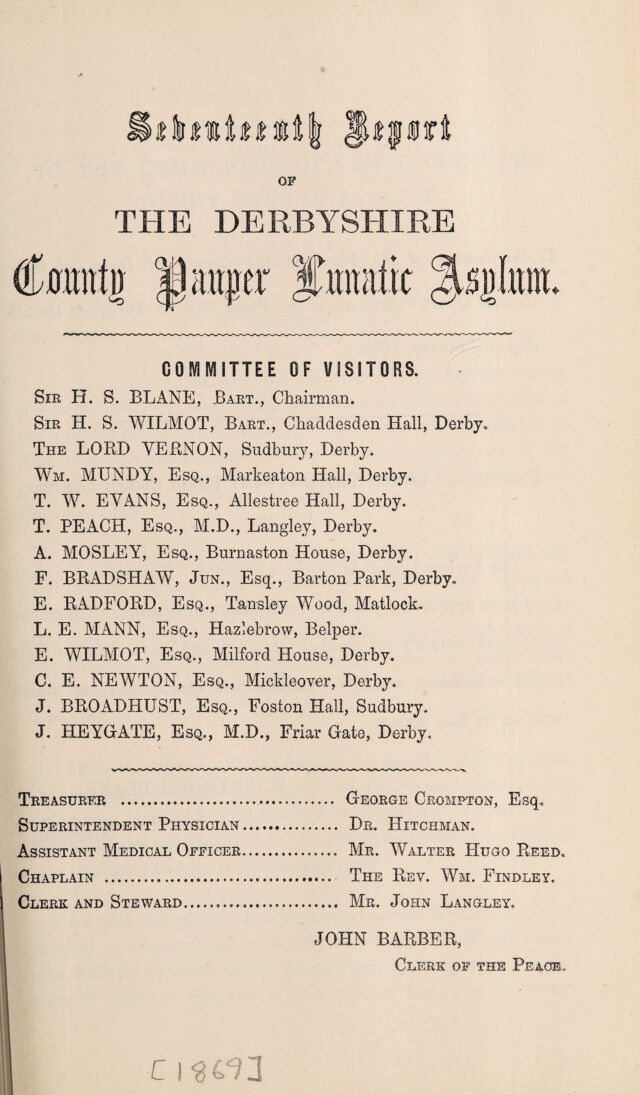 Seventeenth Report
OF
THE DERBYSHIRE
County Pauper Lunatic Asylum.
COMMITTEE OF VISITORS.
SIR H. S. BLANE, BART., Chairman.
SIR H. S. WILMOT, BART., Chaddesden Hall, Derby.
THE LORD VERNON, Sudbury, Derby.
WM. MUNDY, ESQ., Markeaton Hall, Derby.
T. W. EVANS, ESQ., Allestree Hall, Derby.
T. PEACH, ESQ., M.D., Langley, Derby.
A. MOSLEY, ESQ., Burnaston House, Derby.
F. BRADSHAW, JUN., Esq., Barton Park, Derby.
E. RADFORD, ESQ., Tansley Wood, Matlock.
L. E. MANN, ESQ., Hazlebrow, Belper.
E. WILMOT, ESQ., Milford House, Derby.
C. E. NEWTON, ESQ., Mickleover, Derby.
J. BROADHUST, ESQ., Foston Hall, Sudbury.
J. HEYGATE, ESQ., M.D., Friar Gate, Derby.
TREASURER .................................. GEORGE CROMPTON, Esq.
SUPERINTENDENT PHYSICIAN............... DR. HITCHMAN.
ASSISTANT MEDICAL OFFICER............... MR. WALTER HUGO REED.
CHAPLAIN .................................... THE REV. WM. FINDLEY.
CLERK AND STEWARD........................ MR. JOHN LANGLEY.
JOHN BARBER,
CLERK OF THE PEACE.
[1869]